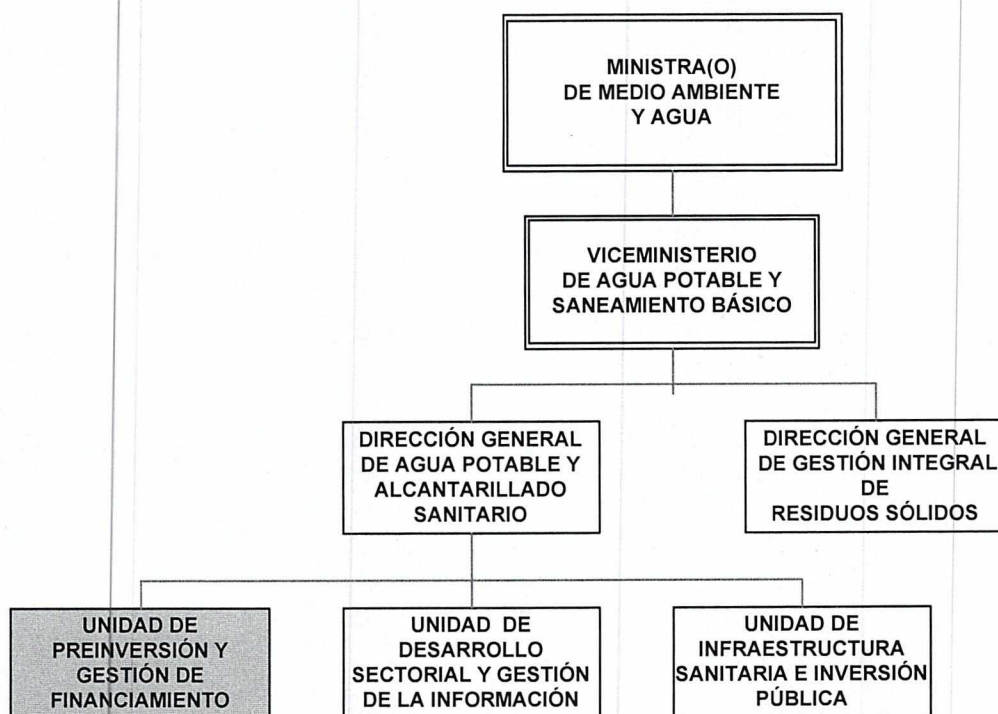 MINISTRA(O)
DE MEDIO AMBIENTE
Y AGUA
VICEMINISTERIO
DE AGUA POTABLE Y
SANEAMIENTO BÁSICO
DIRECCIÓN GENERAL
DE AGUA POTABLE Y
ALCANTARILLADO
SANITARIO
DIRECCIÓN GENERAL
DE GESTIÓN INTEGRAL
DE
RESIDUOS SÓLIDOS
UNIDAD DE
PREINVERSIÓN Y
GESTIÓN DE
FINANCIAMIENTO
UNIDAD DE
DESARROLLO
SECTORIAL Y GESTIÓN
DE LA INFORMACIÓN
UNIDAD DE
INFRAESTRUCTURA
SANITARIA E INVERSIÓN
PÚBLICA